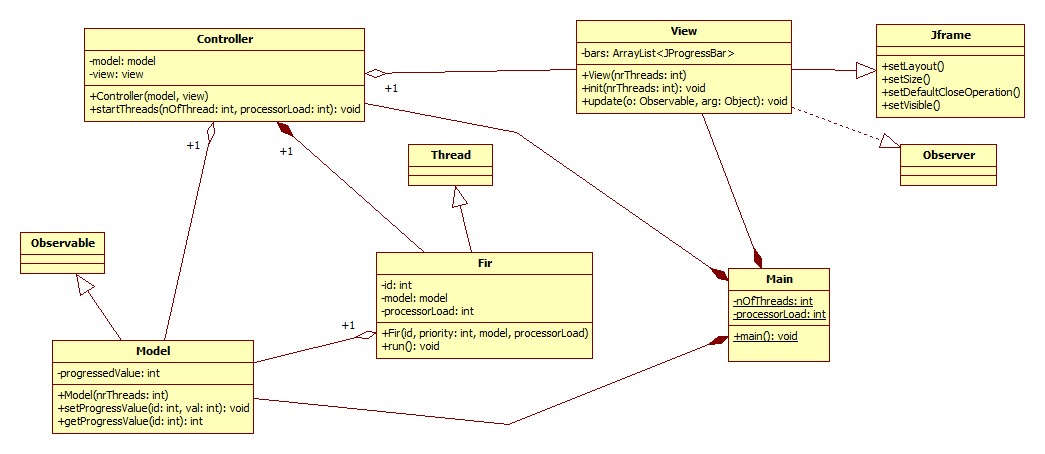 Controller
-model: model
-view: view
+Controller(model, view)
+startThreads(nOfThread: int, processorLoad: int): void
+1
+1
+1
View
-bars: ArrayList<JProgressBar>
+View(nrThreads: int)
+init(nrThreads: int): void
+update(o: Observable, arg: Object): void
Jframe
+setLayout()
+setSize()
+setDefaultCloseOperation()
+setVisible()
Observer
Thread
Observable
Fir
-id: int
-model: model
-processorLoad: int
+Fir(id, priority: int, model, processorLoad)
+run(): void
+1
Main
-nOfThreads: int
-processorLoad: int
+main(): void
Model
-progressedValue: int
+Model(nrThreads: int)
+setProgressValue(id: int, val: int): void
+getProgressValue(id: int): int